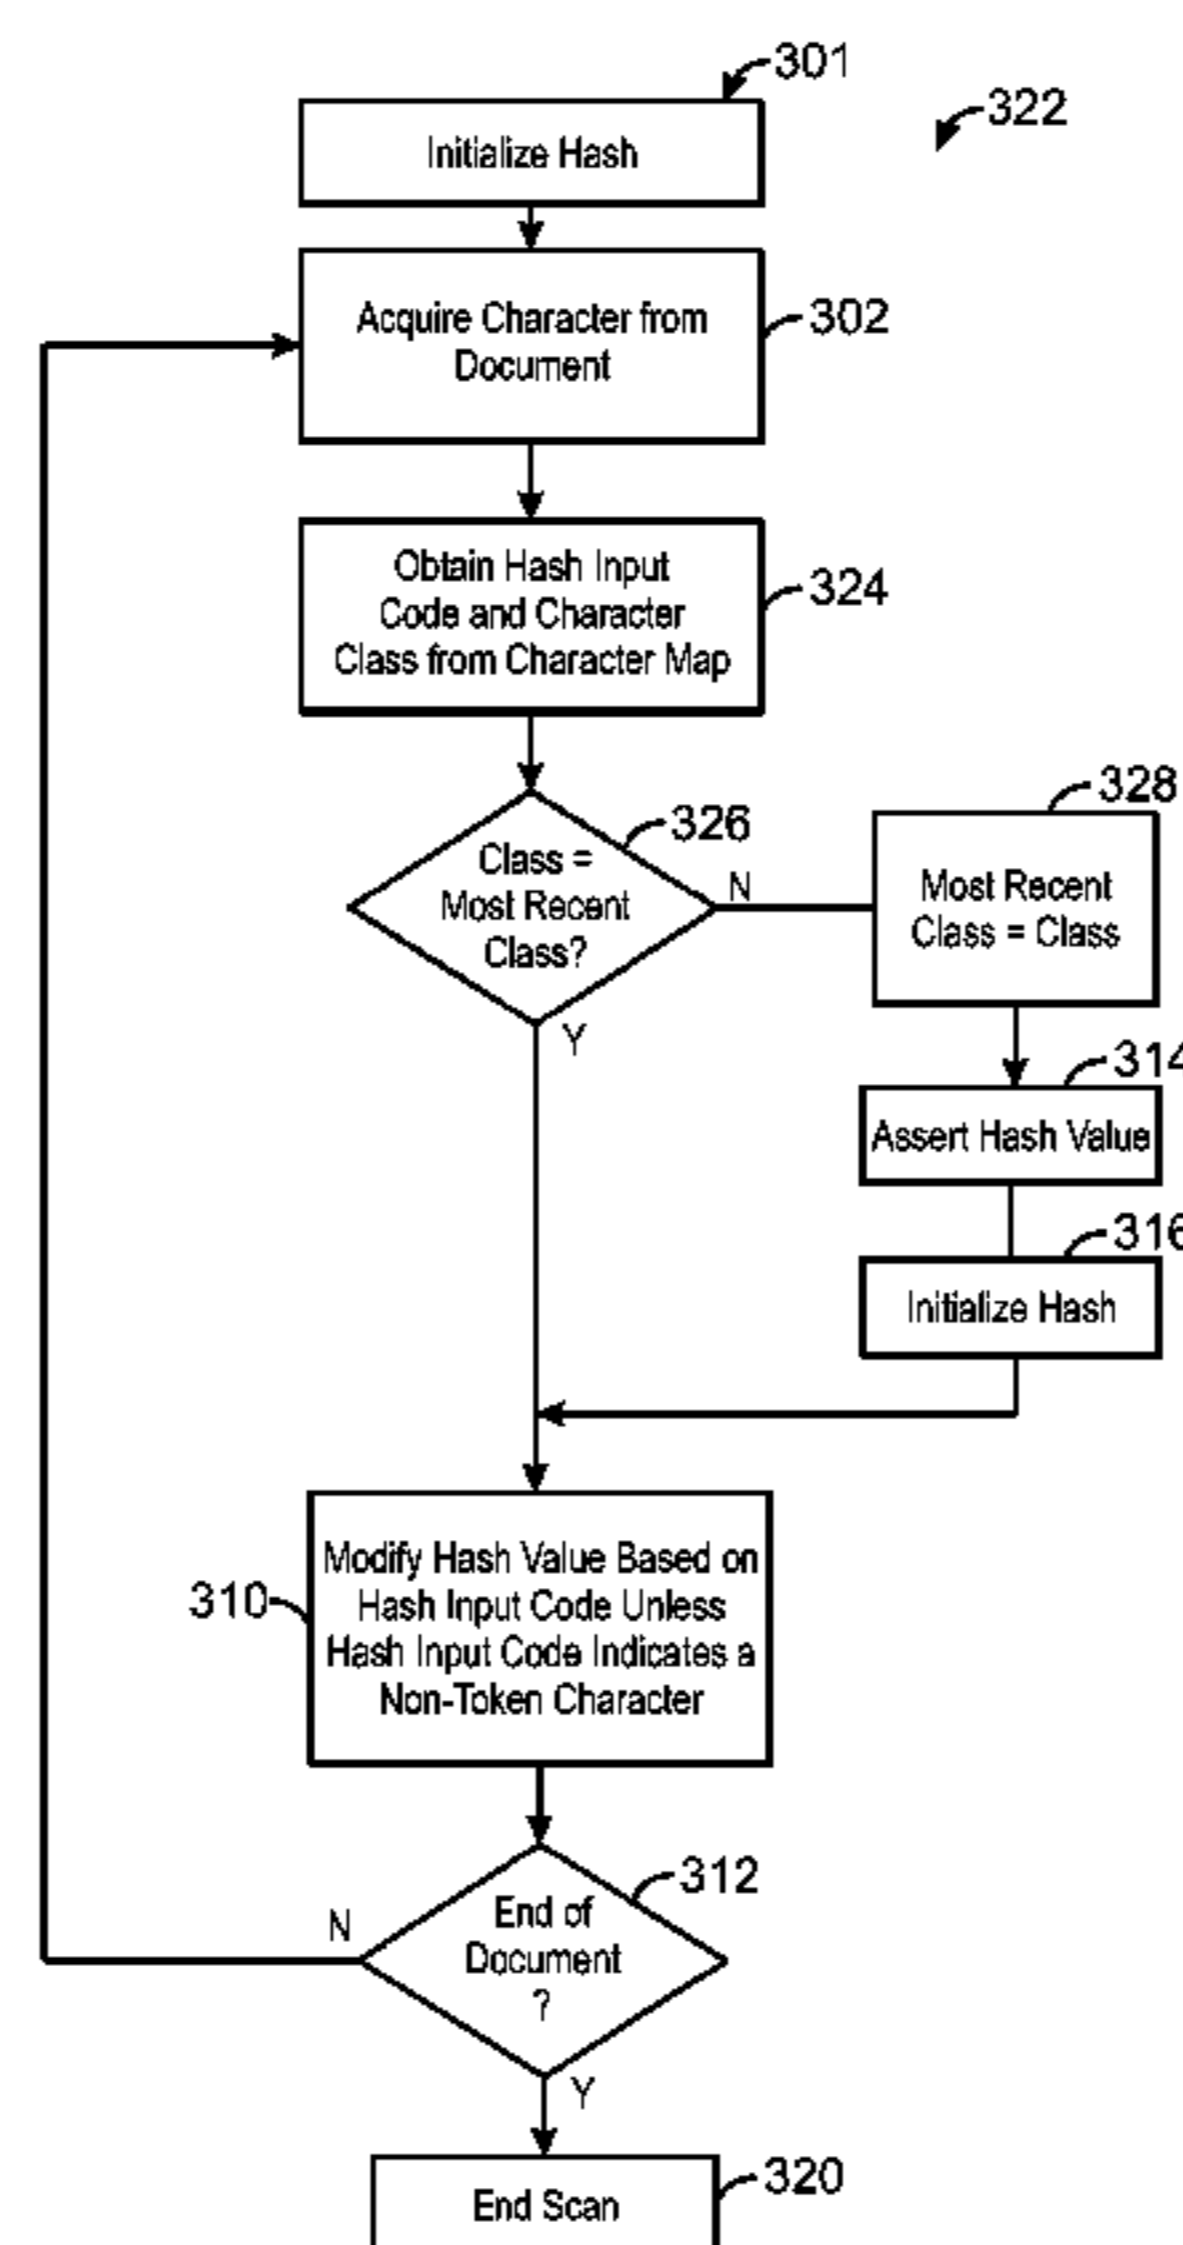 301
322
Initialize Hash
Acquire Character from
Document
302
Obtain Hash Input
Code and Character
Class from Character Map
324
326
Class =
Most Recent
Class?
N
Y
328
Most Recent
Class = Class
314
Assert Hash Value
316
Initialize Hash
310
Modify Hash Value Based on
Hash Input Code Unless
Hash Input Code Indicates a
Non-Token Character
312
End of
Document
?
N
Y
End Scan
320